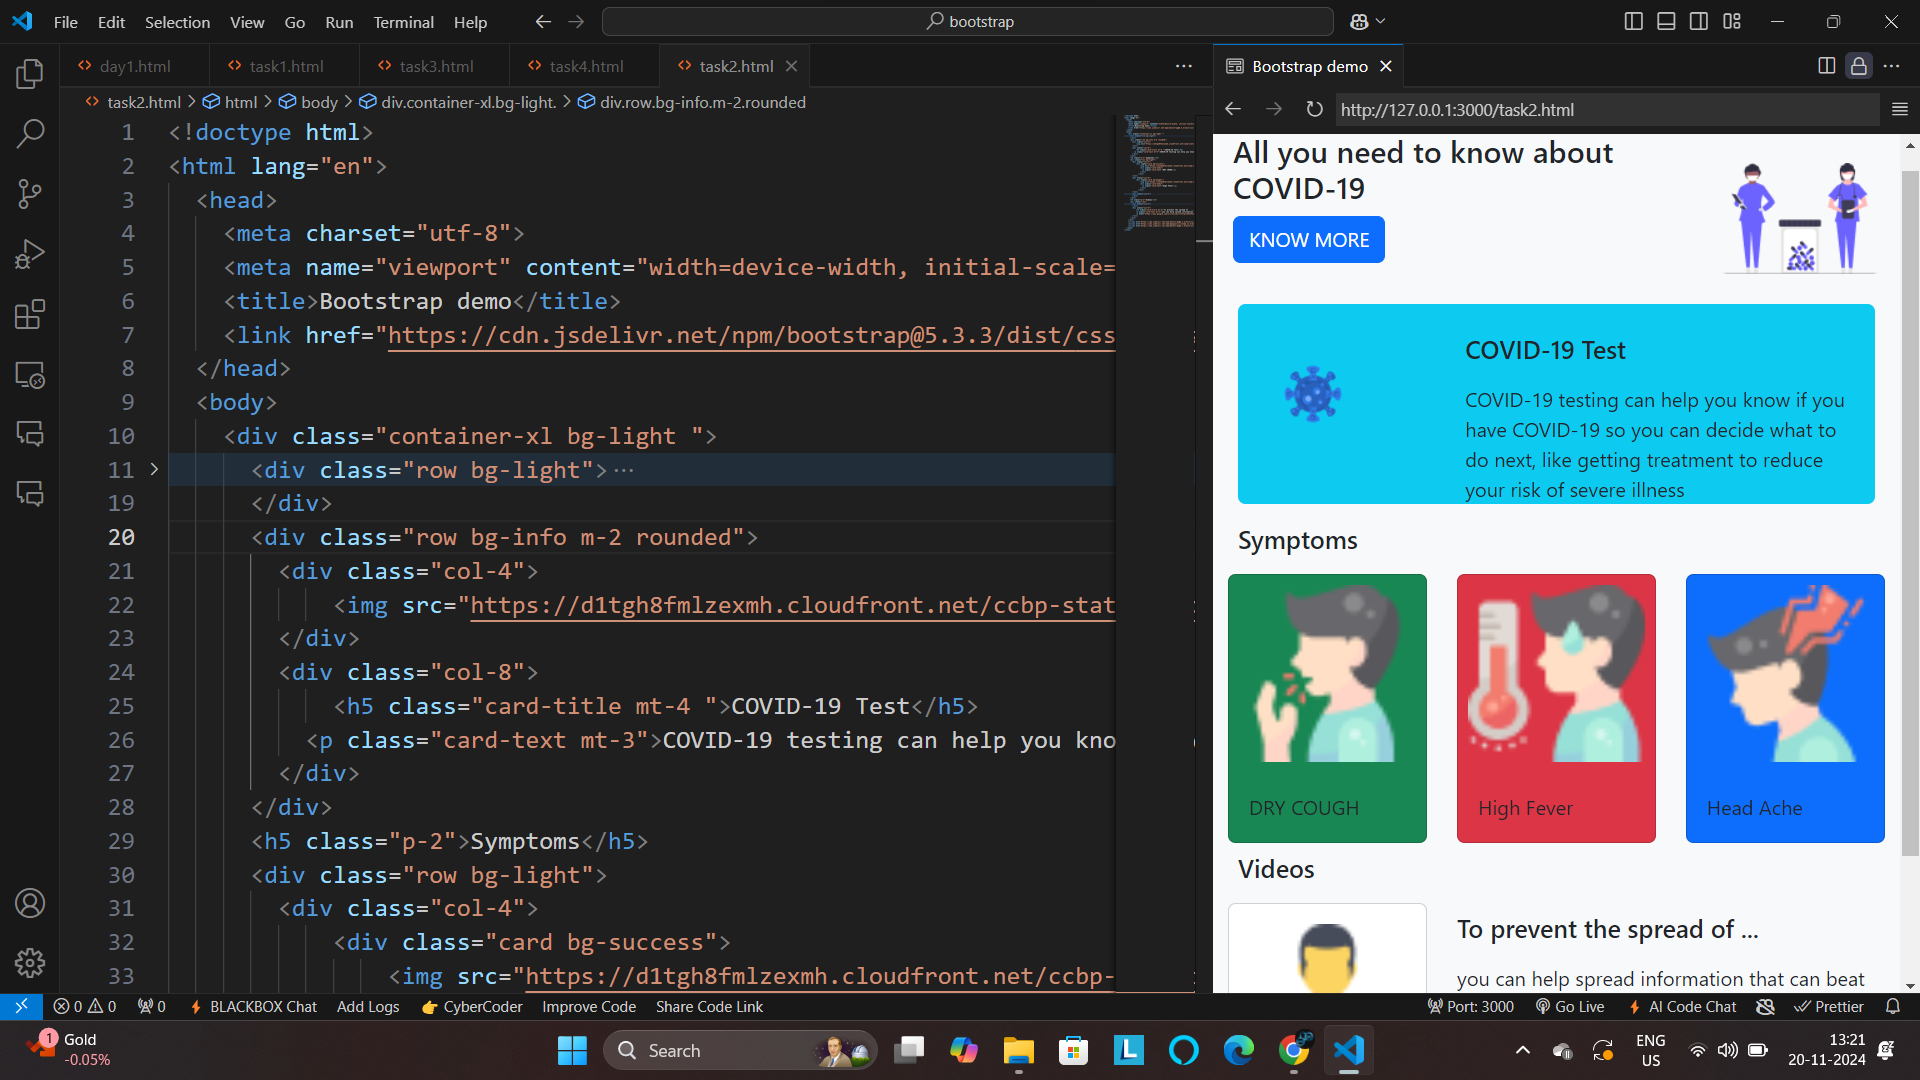 File Edit Selection View Go Run Terminal Help
bootstrap
day1.html
task1.html
task3.html
task4.html
task2.html
Bootstrap demo
task2.html > html > body > div.container-xl.bg-light. > div.row.bg-info.m-2.rounded
http://127.0.0.1:3000/task2.html
1 <!doctype html>
2 <html lang="en">
3 <head>
4 <meta charset="utf-8">
5 <meta name="viewport" content="width=device-width, initial-scale=
6 <title>Bootstrap demo</title>
7 <link href="https://cdn.jsdelivr.net/npm/bootstrap@5.3.3/dist/css
8 </head>
9 <body>
10 <div class="container-xl bg-light ">
11 <div class="row bg-light">···
19 </div>
20 <div class="row bg-info m-2 rounded">
21 <div class="col-4">
22 <img src="https://d1tgh8fmlzexmh.cloudfront.net/ccbp-stat
23 </div>
24 <div class="col-8">
25 <h5 class="card-title mt-4 ">COVID-19 Test</h5>
26 <p class="card-text mt-3">COVID-19 testing can help you kno
27 </div>
28 </div>
29 <h5 class="p-2">Symptoms</h5>
30 <div class="row bg-light">
31 <div class="col-4">
32 <div class="card bg-success">
33 <img src="https://d1tgh8fmlzexmh.cloudfront.net/ccbp-
All you need to know about
COVID-19
KNOW MORE
COVID-19 Test
COVID-19 testing can help you know if you
have COVID-19 so you can decide what to
do next, like getting treatment to reduce
your risk of severe illness
Symptoms
DRY COUGH
High Fever
Head Ache
Videos
To prevent the spread of ...
you can help spread information that can beat
0 0 0 BLACKBOX Chat Add Logs CyberCoder Improve Code Share Code Link
Port: 3000 Go Live AI Code Chat Prettier
1
Gold
-0.05%
Search
L
ENG
US
13:21
20-11-2024